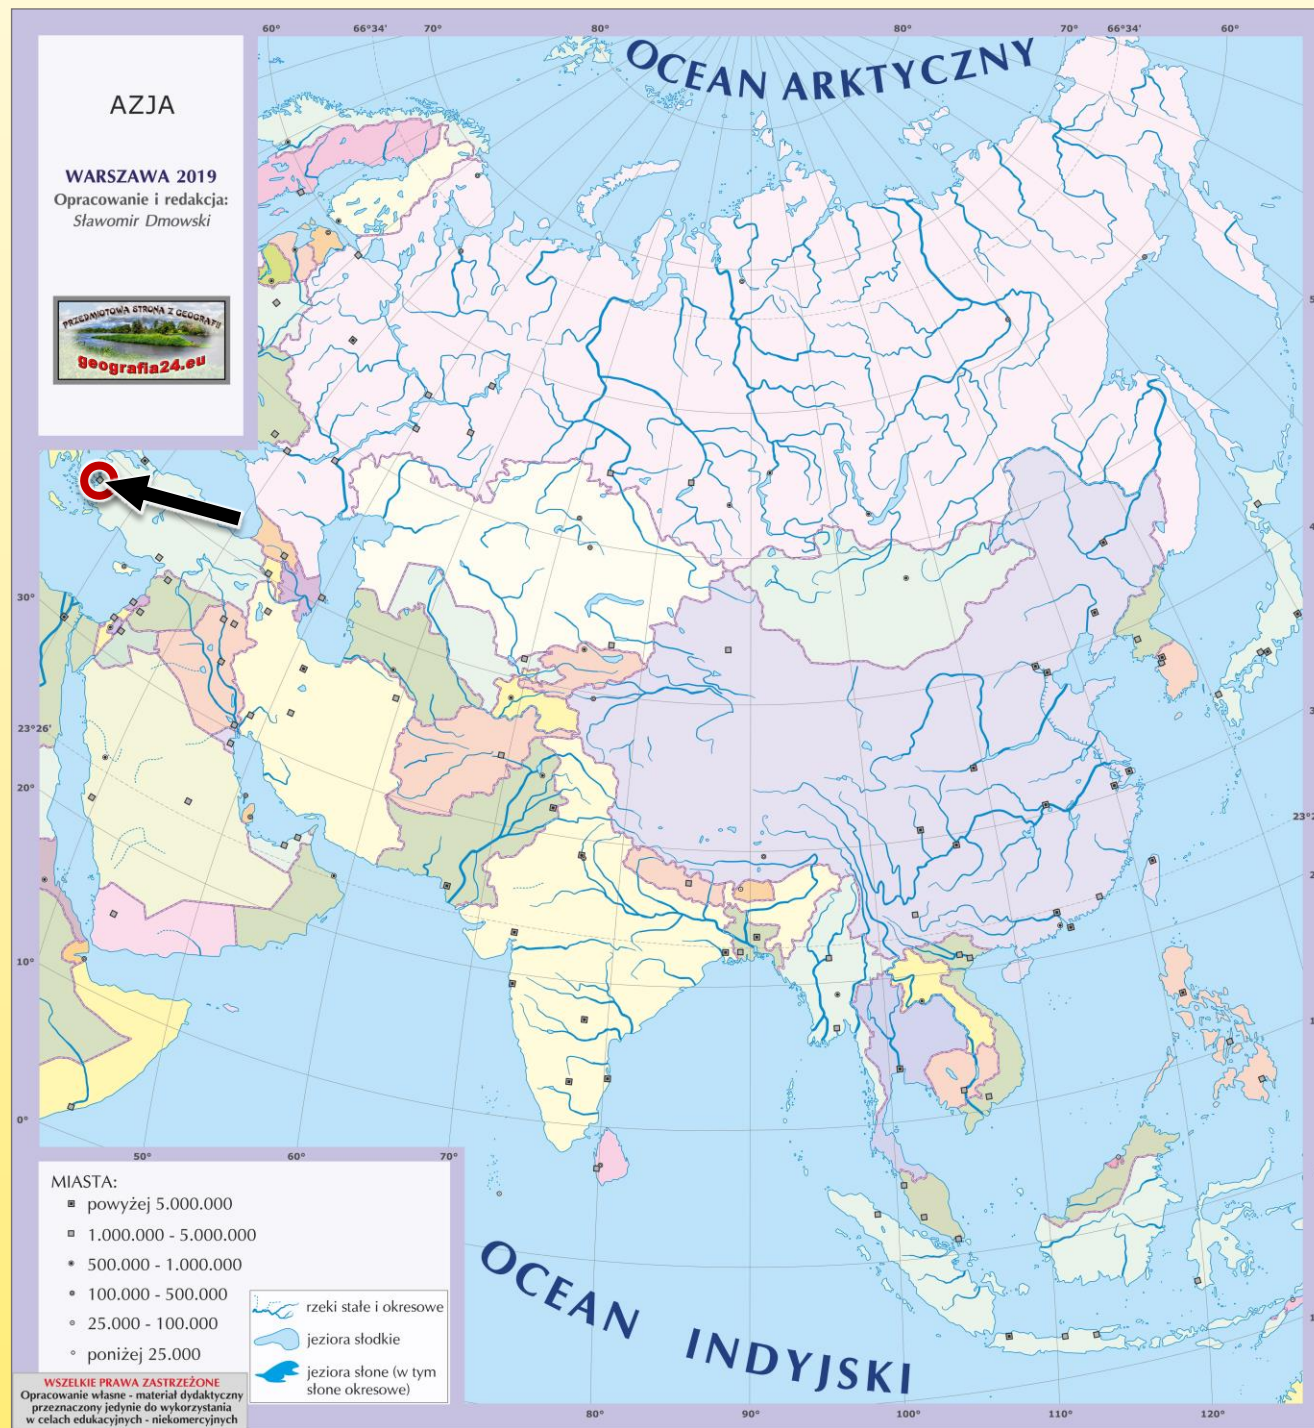 60° 66°34' 70° 80° 80° 70° 66°34' 60°
OCEAN ARKTYCZNY
AZJA
WARSZAWA 2019
Opracowanie i redakcja:
Sławomir Dmowski
PRZEDMIOTOWA STRONA Z GEOGRAFII
geografia24.eu
30°
23°26'
20°
10°
0°
50° 60° 70°
MIASTA:
powyżej 5.000.000
1.000.000 - 5.000.000
500.000 - 1.000.000
100.000 - 500.000
25.000 - 100.000
poniżej 25.000
rzeki stałe i okresowe
jeziora słodkie
jeziora słone (w tym
słone okresowe)
OCEAN INDYJSKI
WSZELKIE PRAWA ZASTRZEŻONE
Opracowanie własne - materiał dydaktyczny
przeznaczony jedynie do wykorzystania
w celach edukacyjnych - niekomercyjnych
80° 90° 100° 110° 120°